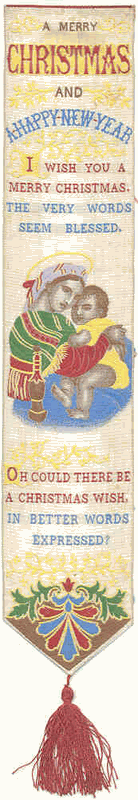 A MERRY
CHRISTMAS
AND
A HAPPY NEW YEAR
I WISH YOU A
MERRY CHRISTMAS,
THE VERY WORDS
SEEM BLESSED,
OH COULD THERE BE
A CHRISTMAS WISH,
IN BETTER WORDS
EXPRESSED?